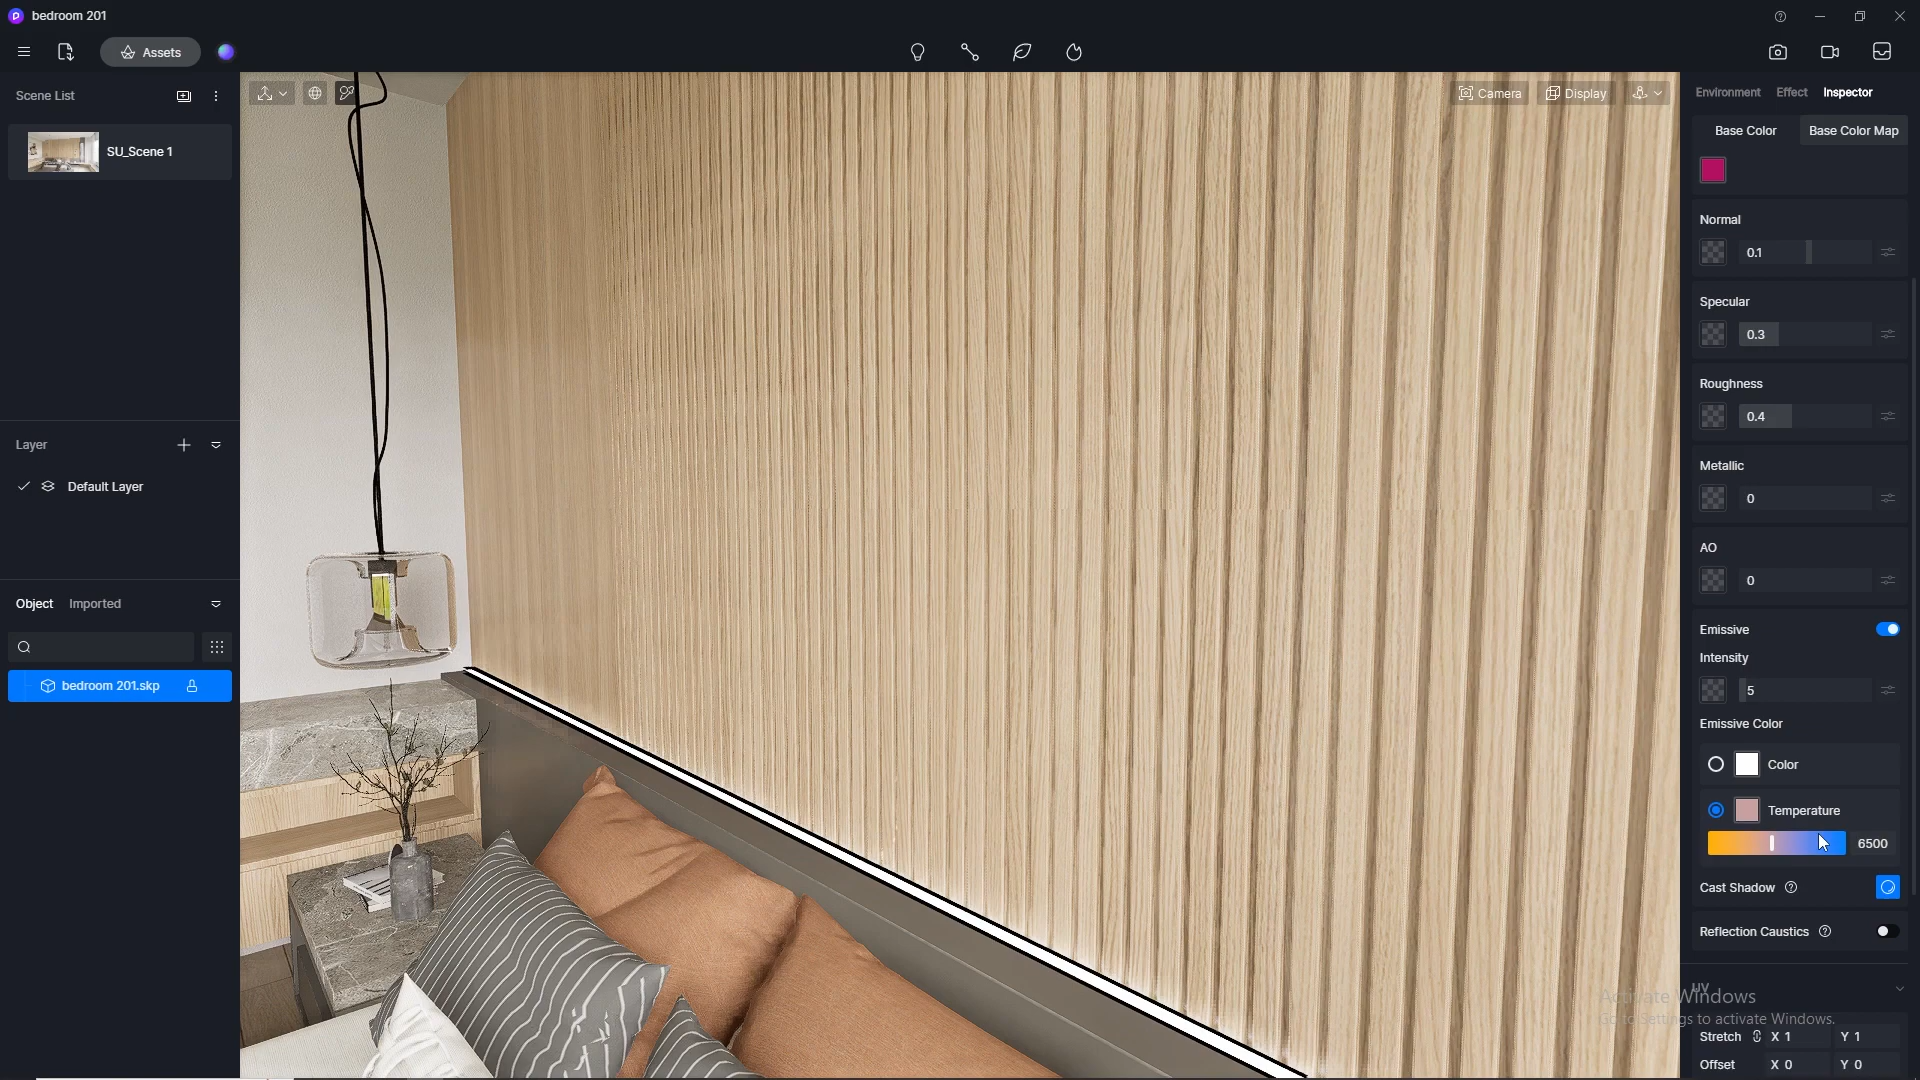 bedroom 201
Assets
Scene List
SU_Scene 1
Layer
Default Layer
Object Imported
bedroom 201.skp
Camera
Display
Environment Effect Inspector
Base Color Base Color Map
Normal
0.1
Specular
0.3
Roughness
0.4
Metallic
0
AO
0
Emissive
Intensity
5
Emissive Color
Color
Temperature
6500
Cast Shadow
Reflection Caustics
UV
Activate Windows
Go to Settings to activate Windows.
Stretch X 1 Y 1
Offset X 0 Y 0